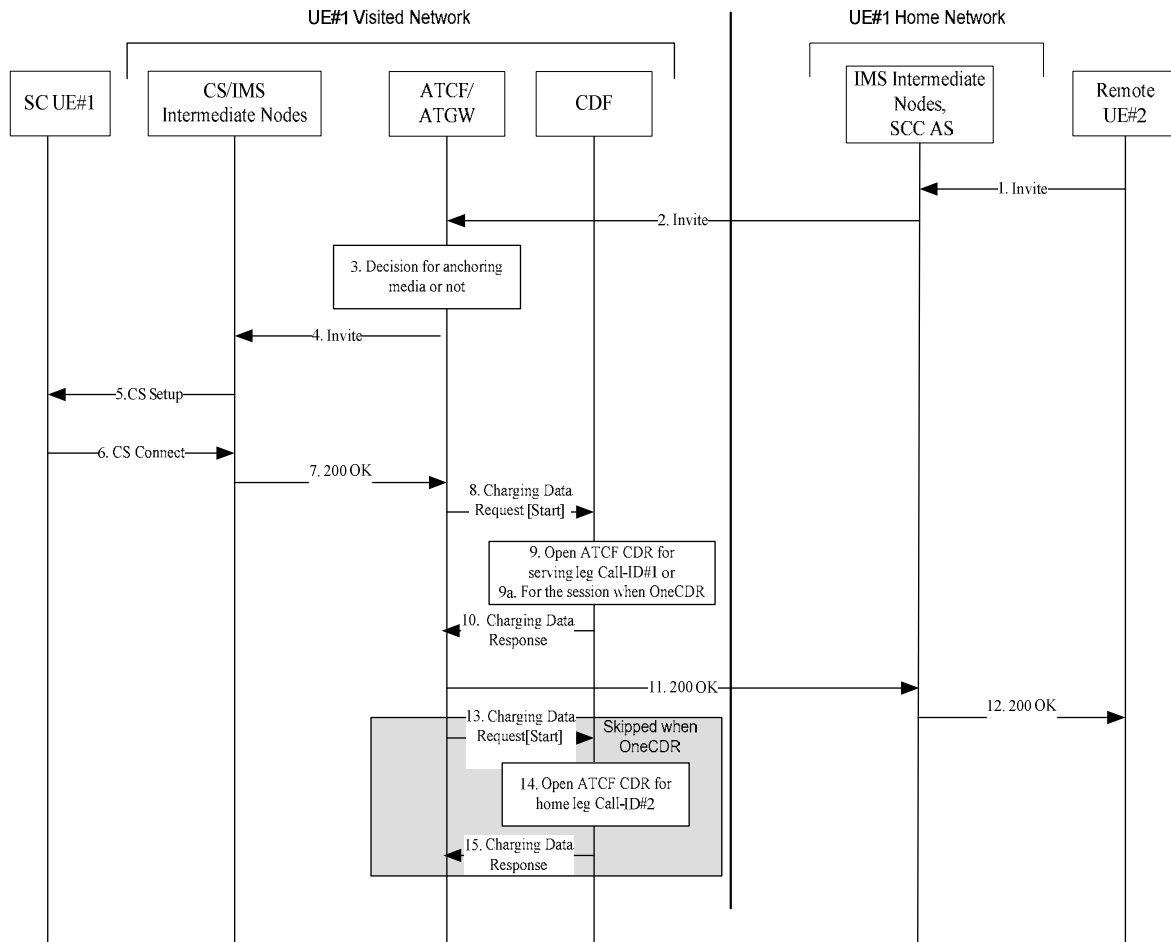 UE#1 Visited Network
UE#1 Home Network
SC UE#1
CS/IMS
Intermediate Nodes
ATCF/
ATGW
CDF
IMS Intermediate
Nodes,
SCC AS
Remote
UE#2
1. Invite
2. Invite
3. Decision for anchoring
media or not
4. Invite
5.CS Setup
6. CS Connect
7. 200 OK
8. Charging Data
Request [Start]
9. Open ATCF CDR for
serving leg Call-ID#1 or
9a. For the session when OneCDR
10. Charging Data
Response
11. 200 OK
12. 200 OK
13. Charging Data
Request[Start]
Skipped when
OneCDR
14. Open ATCF CDR for
home leg Call-ID#2
15. Charging Data
Response